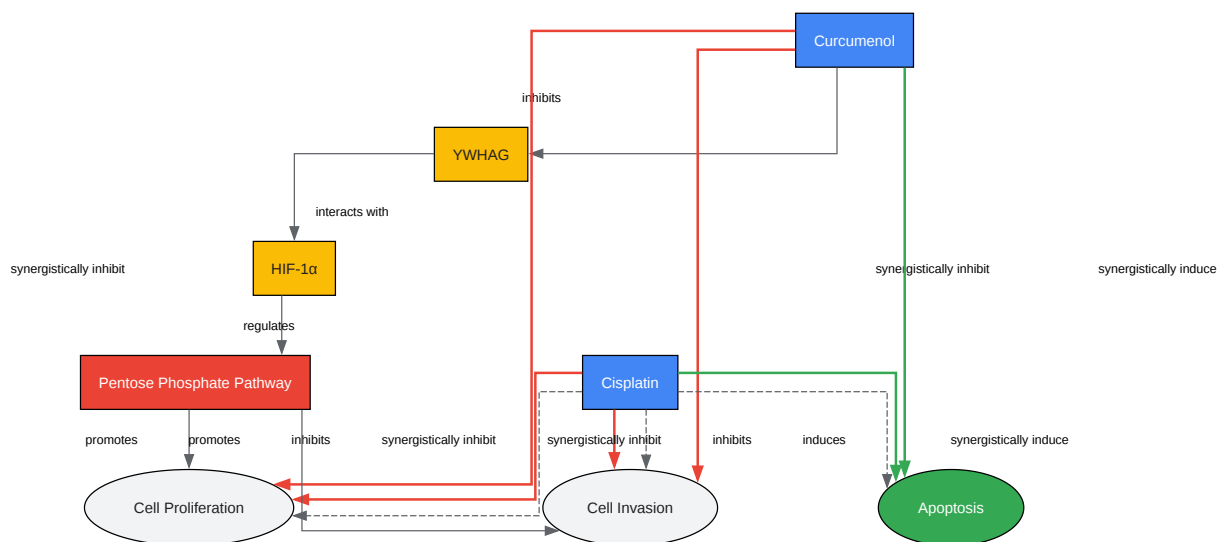 Curcumenol
inhibits
YWHAG
interacts with
synergistically inhibit
HIF-1α
synergistically inhibit
synergistically induce
regulates
Pentose Phosphate Pathway
Cisplatin
promotes
promotes
inhibits
synergistically inhibit
synergistically inhibit
inhibits
induces
synergistically induce
Cell Proliferation
Cell Invasion
Apoptosis